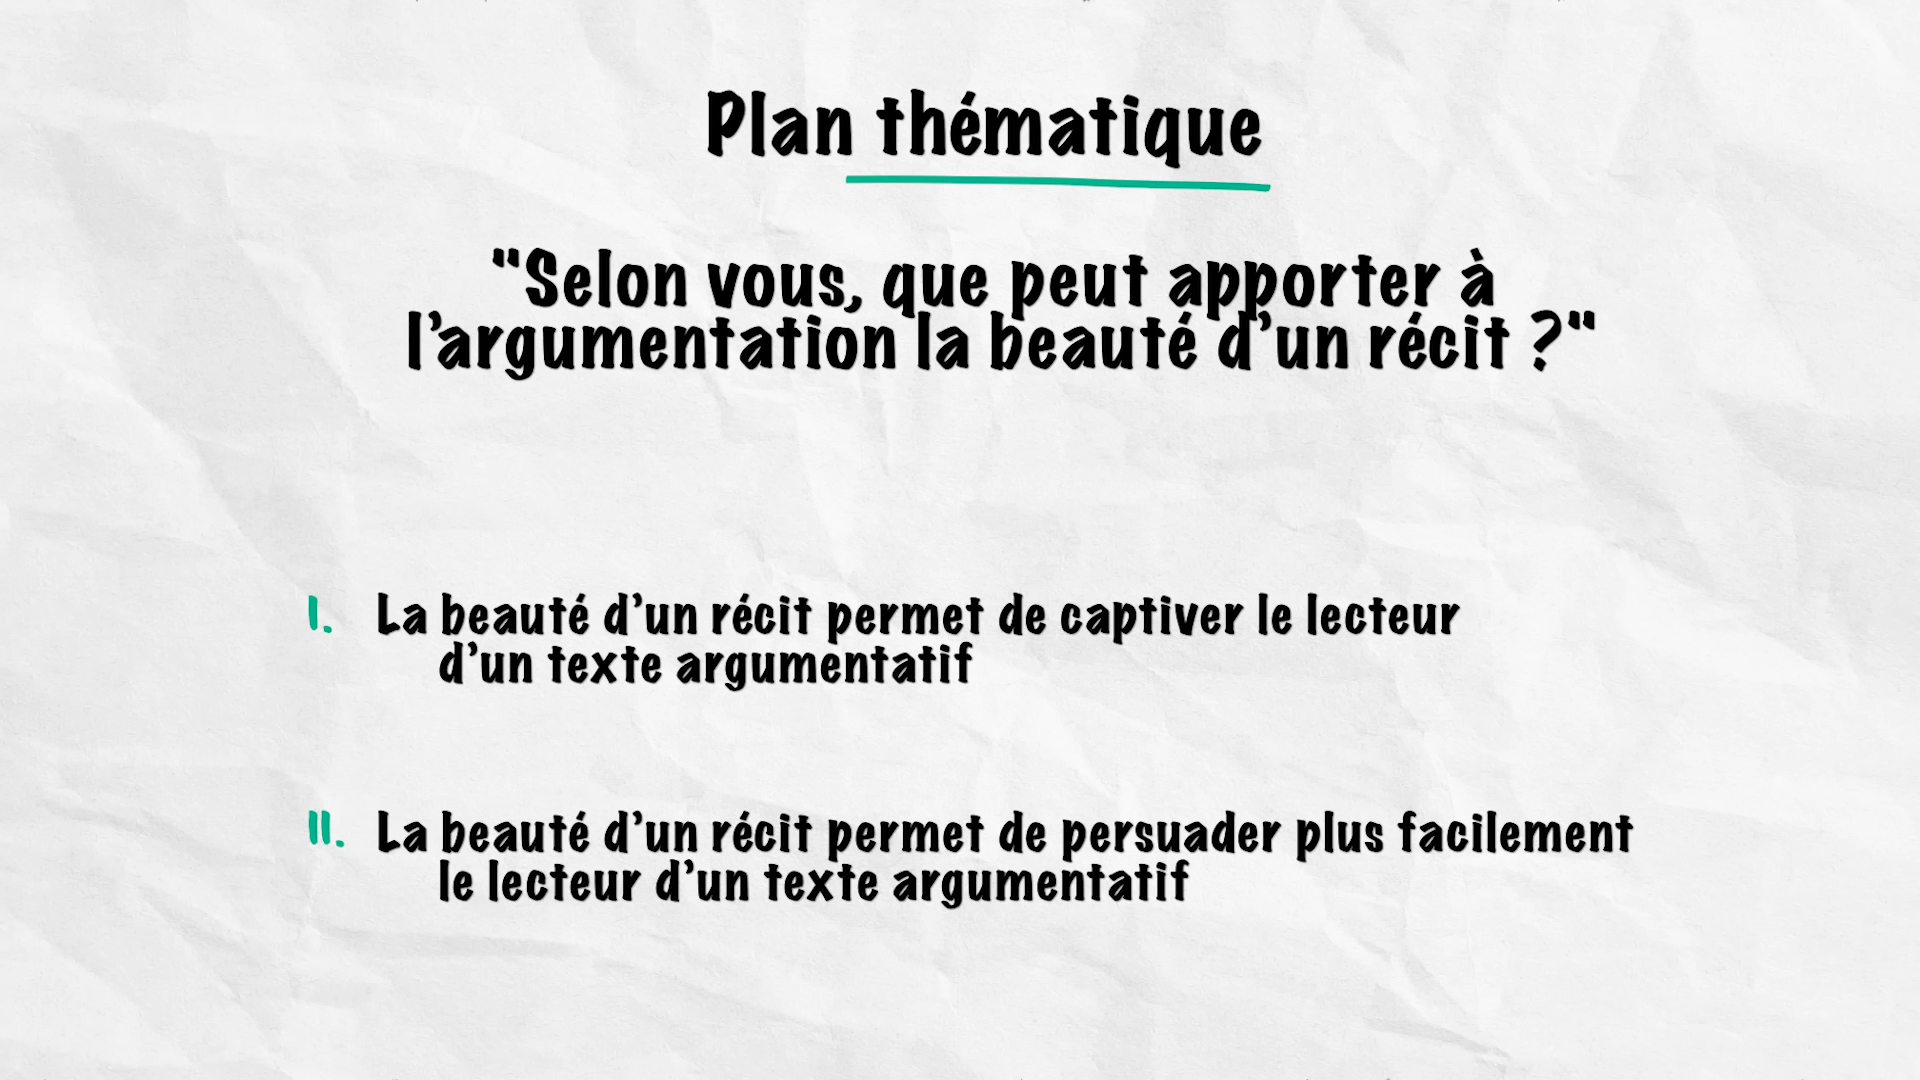 Plan thématique
"Selon vous, que peut apporter à
l’argumentation la beauté d’un récit ?"
I. La beauté d’un récit permet de captiver le lecteur
d’un texte argumentatif
II. La beauté d’un récit permet de persuader plus facilement
le lecteur d’un texte argumentatif